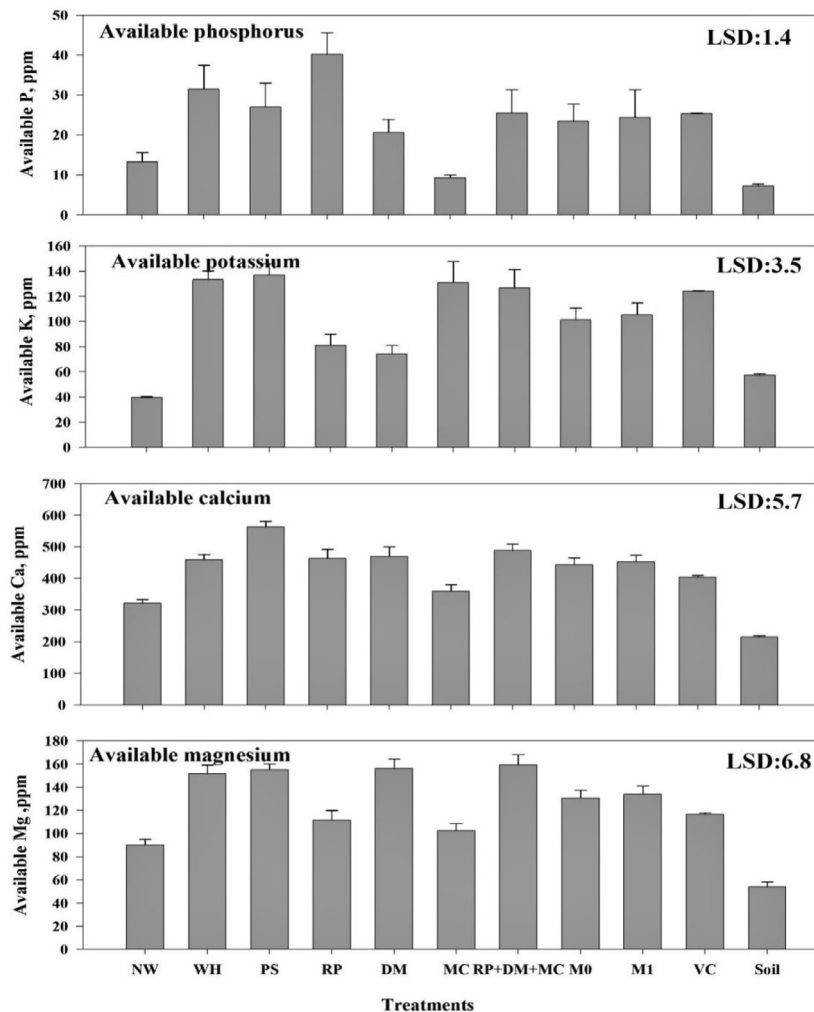 Available phosphorus
LSD:1.4
Available P, ppm
50
40
30
20
10
0
Available potassium
LSD:3.5
Available K, ppm
160
140
120
100
80
60
40
20
0
Available calcium
LSD:5.7
Available Ca, ppm
700
600
500
400
300
200
100
0
Available magnesium
LSD:6.8
Available Mg ,ppm
180
160
140
120
100
80
60
40
20
0
NW WH PS RP DM MC RP+DM+MC M0 M1 VC Soil
Treatments